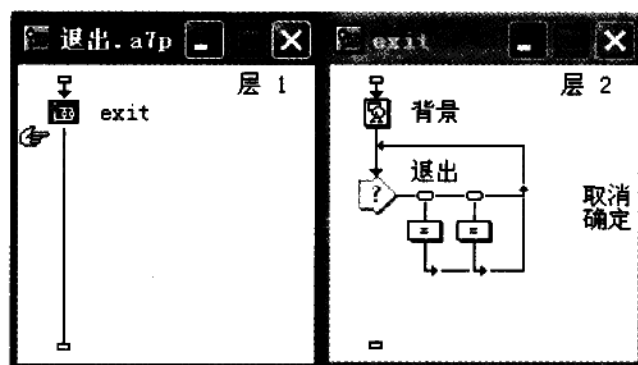 退出.a7p
层 1
exit
exit
层 2
背景
退出
?
取消
确定
=
=